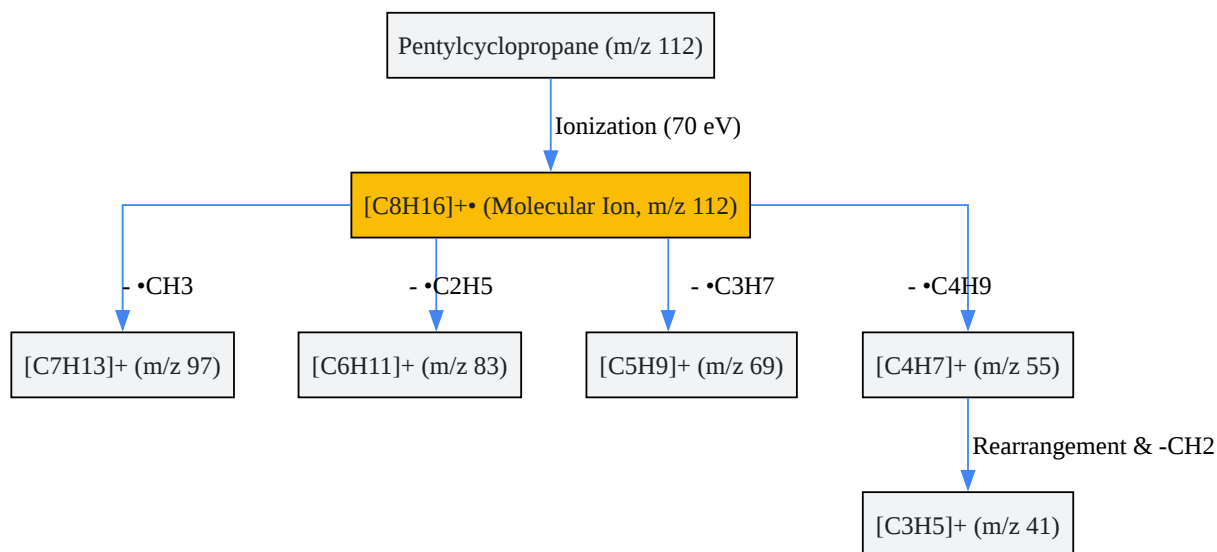 Pentylcyclopropane (m/z 112)
Ionization (70 eV)
[C8H16]+• (Molecular Ion, m/z 112)
- •CH3
- •C2H5
- •C3H7
- •C4H9
[C7H13]+ (m/z 97)
[C6H11]+ (m/z 83)
[C5H9]+ (m/z 69)
[C4H7]+ (m/z 55)
Rearrangement & -CH2
[C3H5]+ (m/z 41)